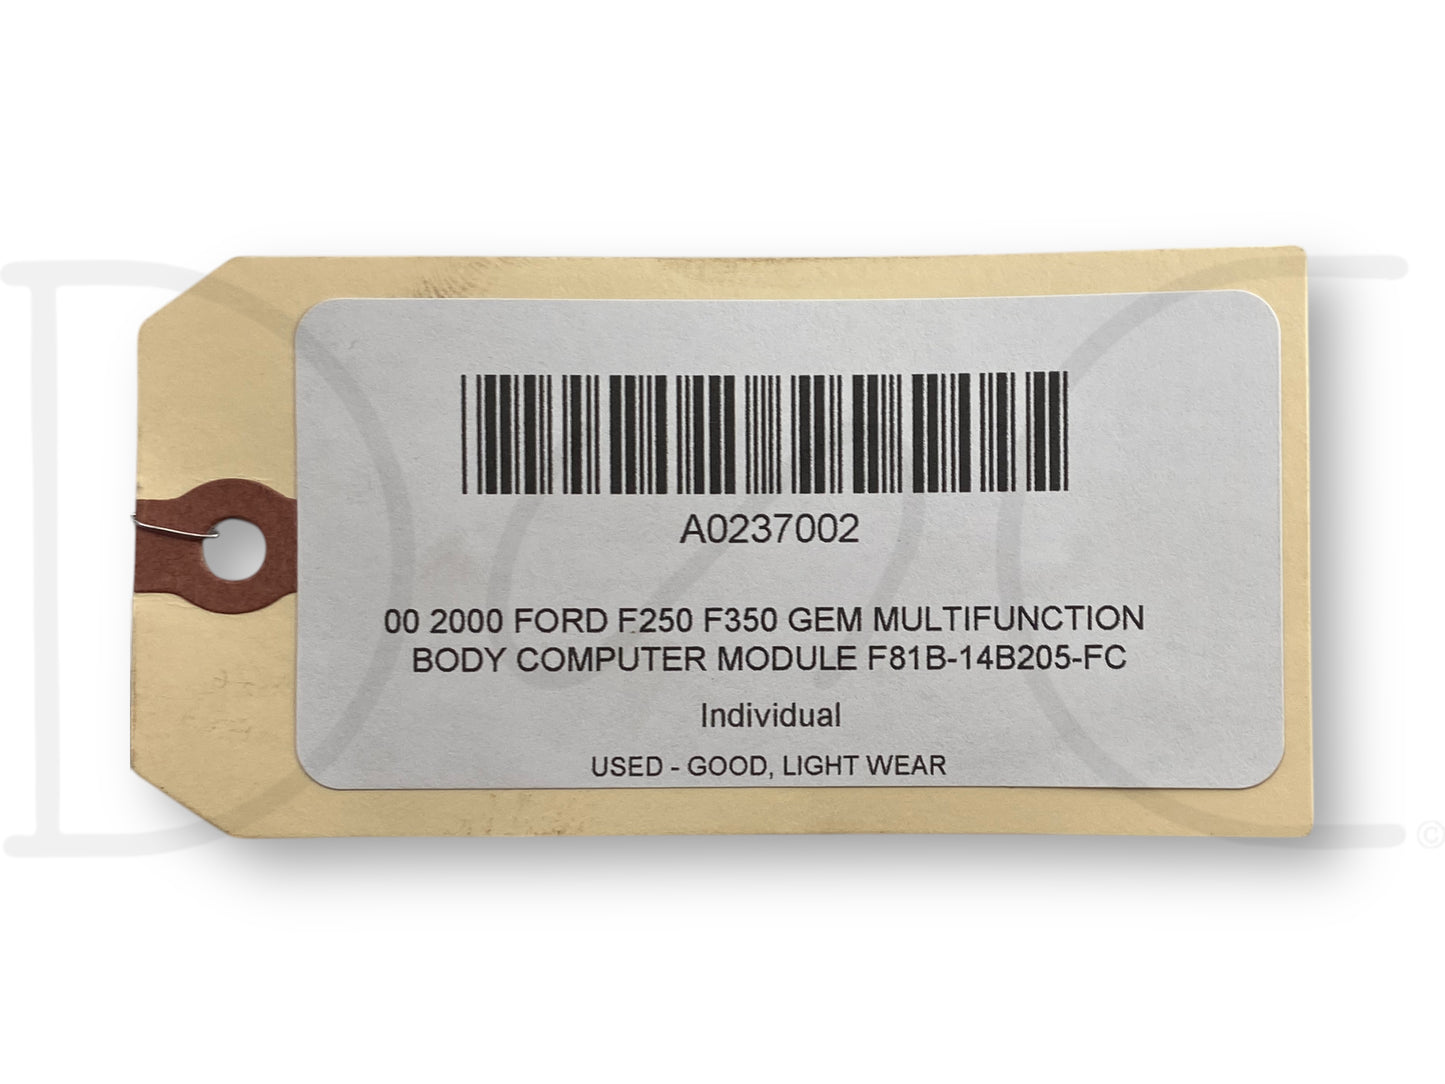 A0237002
00 2000 FORD F250 F350 GEM MULTIFUNCTION
BODY COMPUTER MODULE F81B-14B205-FC
Individual
USED - GOOD, LIGHT WEAR
©